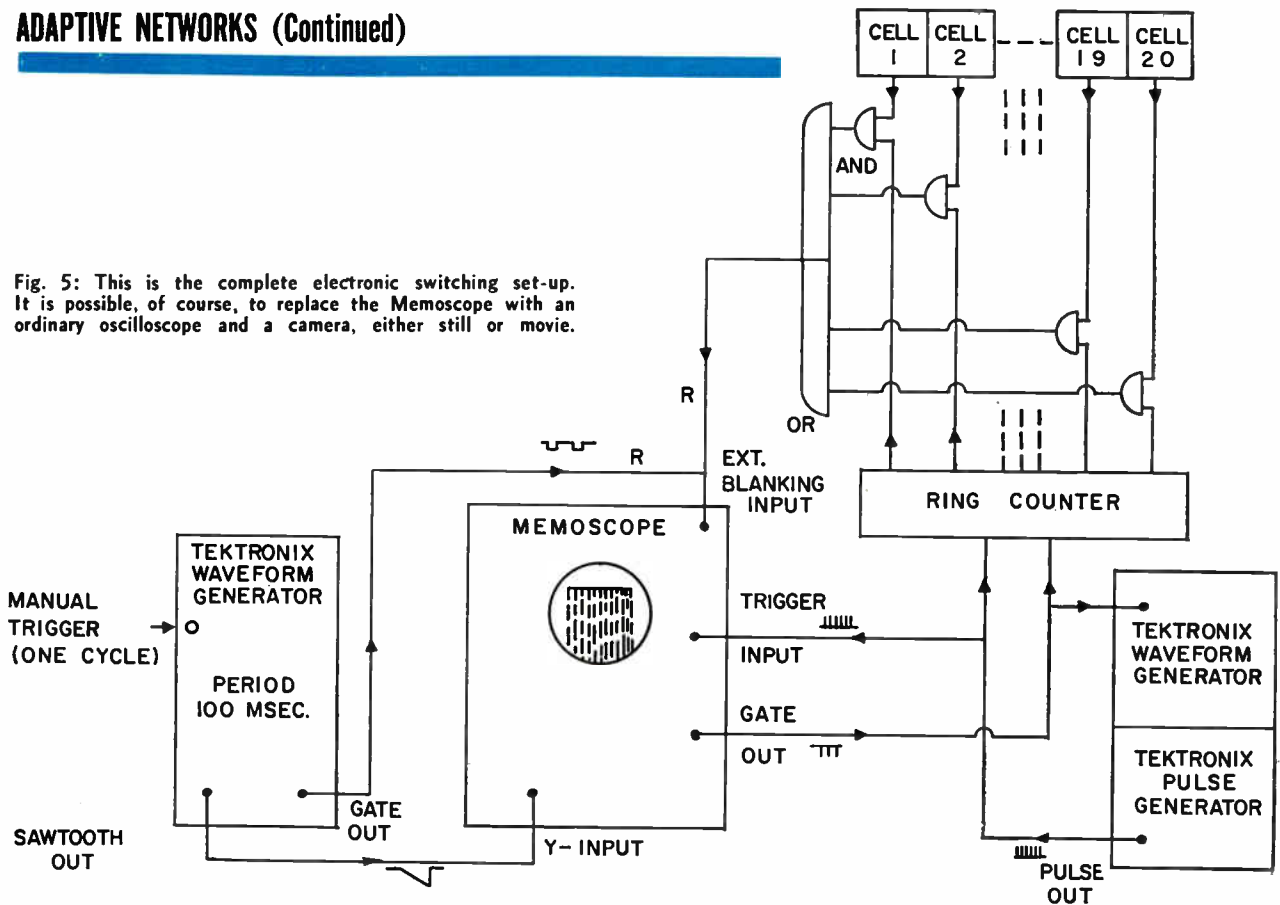 ADAPTIVE NETWORKS (Continued)
Fig. 5: This is the complete electronic switching set-up.
It is possible, of course, to replace the Memoscope with an
ordinary oscilloscope and a camera, either still or movie.
CELL
1
CELL
2
CELL
19
CELL
20
AND
OR
R
R
EXT.
BLANKING
INPUT
RING COUNTER
MEMOSCOPE
TEKTRONIX
WAVEFORM
GENERATOR
MANUAL
TRIGGER
(ONE CYCLE)
PERIOD
100 MSEC.
TRIGGER
INPUT
GATE
OUT
TEKTRONIX
WAVEFORM
GENERATOR
TEKTRONIX
PULSE
GENERATOR
GATE
OUT
SAWTOOTH
OUT
Y-INPUT
PULSE
OUT